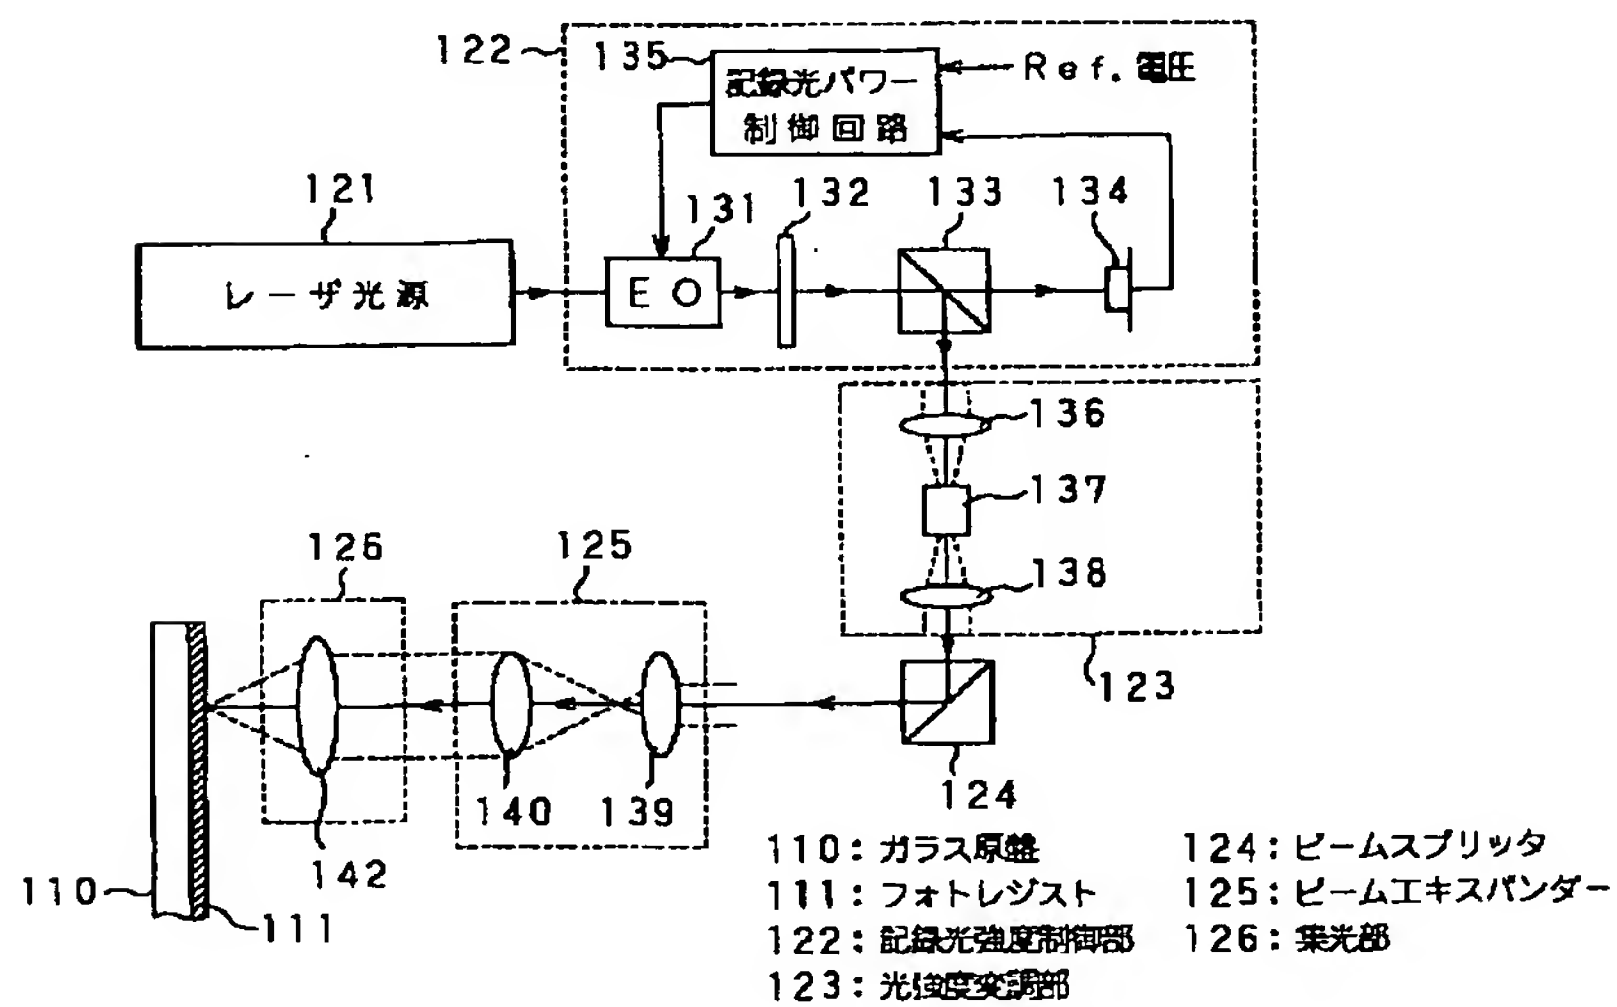 122
135
記録光パワー
制御回路
Ref.電圧
121
レーザ光源
131
EO
132
133
134
136
137
138
123
126
125
124
140
139
142
110
111
110:ガラス原盤
111:フォトレジスト
122:記録光強度制御部
123:光強度変調部
124:ビームスプリッタ
125:ビームエキスパンダー
126:集光部